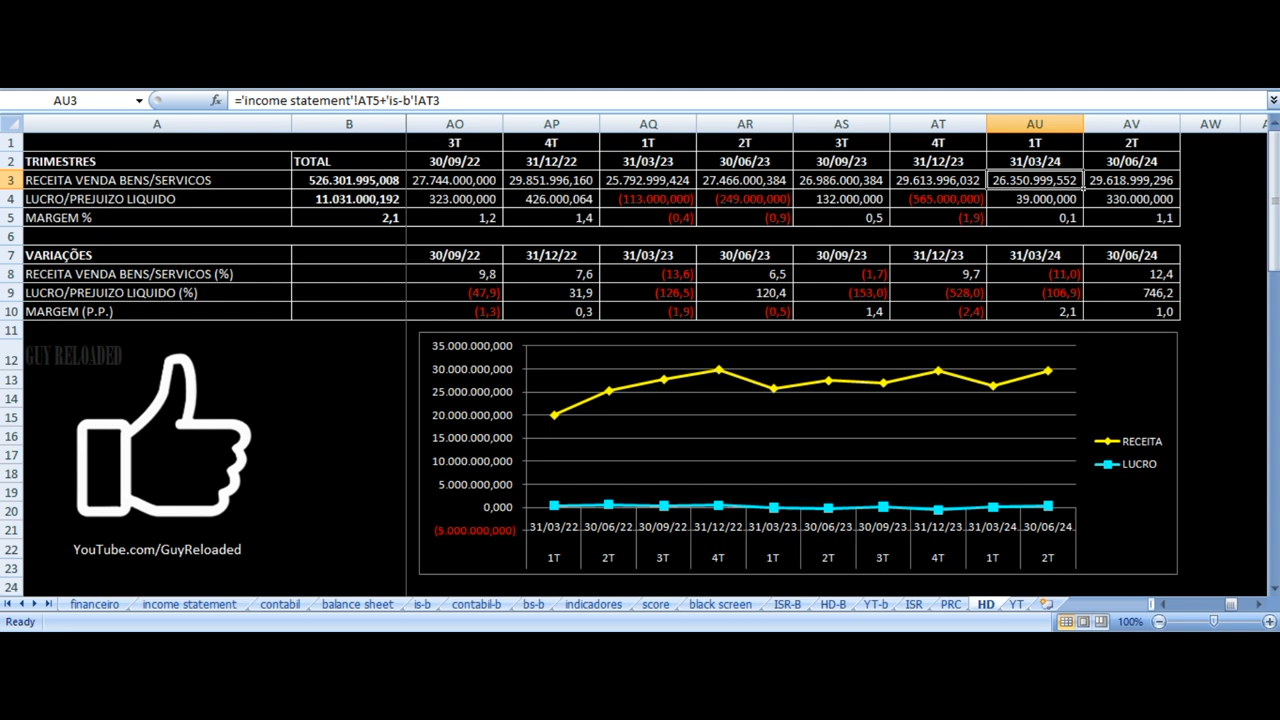 AU3 fx ='income statement'!AT5+'is-b'!AT3
A B AO AP AQ AR AS AT AU AV AW
1 3T 4T 1T 2T 3T 4T 1T 2T
2 TRIMESTRES TOTAL 30/09/22 31/12/22 31/03/23 30/06/23 30/09/23 31/12/23 31/03/24 30/06/24
3 RECEITA VENDA BENS/SERVICOS 526.301.995,008 27.744.000,000 29.851.996,160 25.792.999,424 27.466.000,384 26.986.000,384 29.613.996,032 26.350.999,552 29.618.999,296
4 LUCRO/PREJUIZO LIQUIDO 11.031.000,192 323.000,000 426.000,064 (113.000,000) (249.000,000) 132.000,000 (565.000,000) 39.000,000 330.000,000
5 MARGEM % 2,1 1,2 1,4 (0,4) (0,9) 0,5 (1,9) 0,1 1,1
6
7 VARIAÇÕES 30/09/22 31/12/22 31/03/23 30/06/23 30/09/23 31/12/23 31/03/24 30/06/24
8 RECEITA VENDA BENS/SERVICOS (%) 9,8 7,6 (13,6) 6,5 (1,7) 9,7 (11,0) 12,4
9 LUCRO/PREJUIZO LIQUIDO (%) (47,9) 31,9 (126,5) 120,4 (153,0) (528,0) (106,9) 746,2
10 MARGEM (P.P.) (1,3) 0,3 (1,9) (0,5) 1,4 (2,4) 2,1 1,0
11
12 GUY RELOADED
13
14
15
16
17
18
19
20
21
22 YouTube.com/GuyReloaded
23
24
35.000.000,000
30.000.000,000
25.000.000,000
20.000.000,000
15.000.000,000
10.000.000,000
5.000.000,000
0,000
(5.000.000,000)
31/03/22 30/06/22 30/09/22 31/12/22 31/03/23 30/06/23 30/09/23 31/12/23 31/03/24 30/06/24
1T 2T 3T 4T 1T 2T 3T 4T 1T 2T
RECEITA
LUCRO
financeiro income statement contabil balance sheet is-b contabil-b bs-b indicadores score black screen ISR-B HD-B YT-b ISR PRC HD YT
Ready 100%